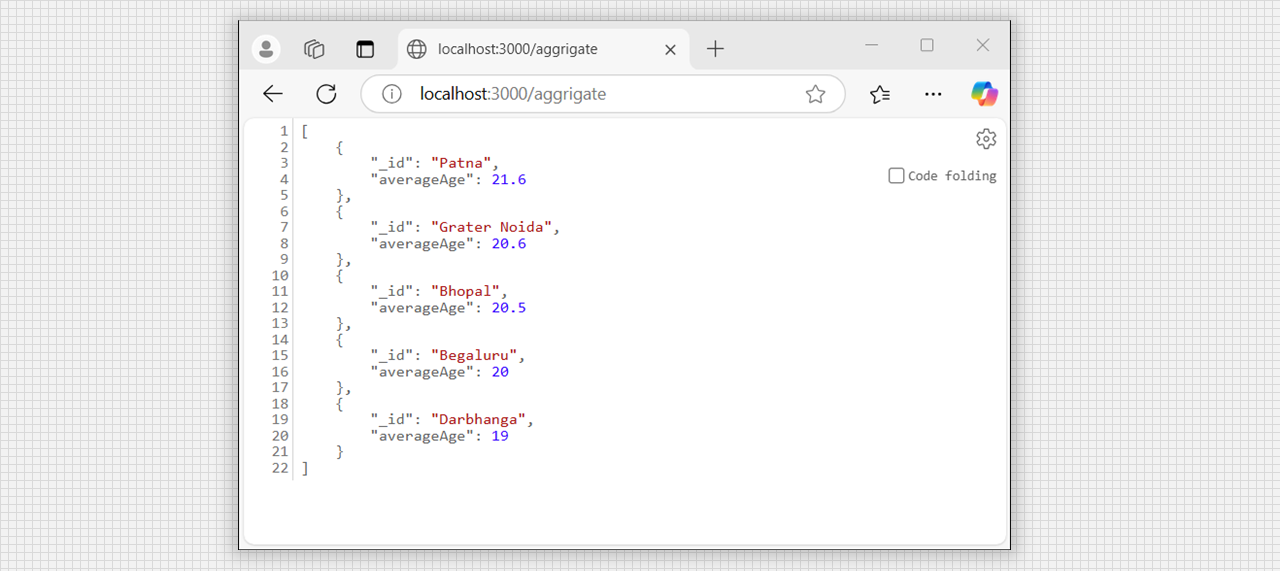 localhost:3000/aggrigate
localhost:3000/aggrigate
1 [
2 {
3 "_id": "Patna",
4 "averageAge": 21.6
5 },
6 {
7 "_id": "Grater Noida",
8 "averageAge": 20.6
9 },
10 {
11 "_id": "Bhopal",
12 "averageAge": 20.5
13 },
14 {
15 "_id": "Begaluru",
16 "averageAge": 20
17 },
18 {
19 "_id": "Darbhanga",
20 "averageAge": 19
21 }
22 ]
Code folding